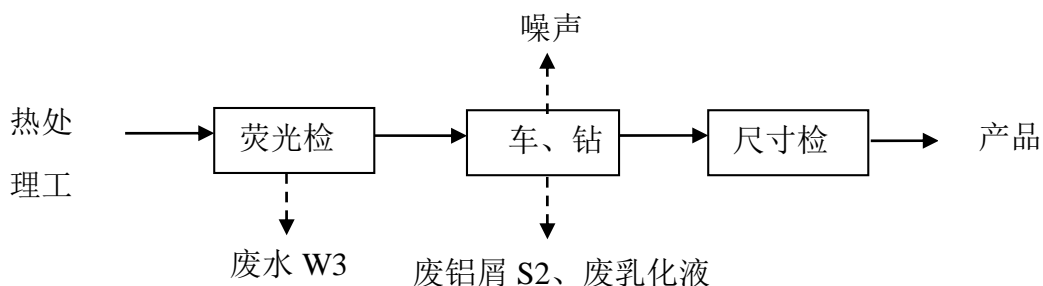 噪声
热处
理工
荧光检
车、钻
尺寸检
产品
废水 W3
废铝屑 S2、废乳化液